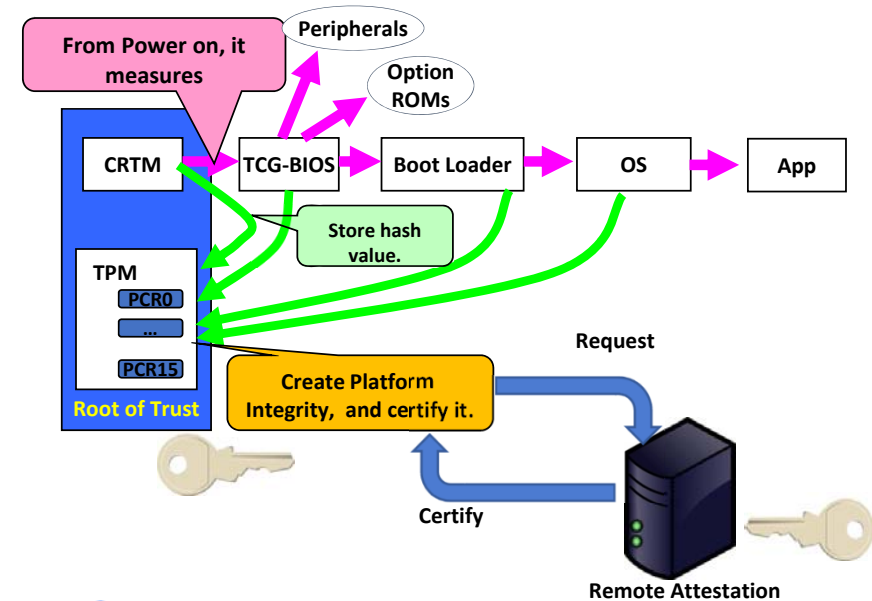 From Power on, it
measures
Peripherals
Option
ROMs
CRTM
TCG-BIOS
Boot Loader
OS
App
Store hash
value.
TPM
PCR0
...
PCR15
Root of Trust
Create Platform
Integrity, and certify it.
Request
Certify
Remote Attestation